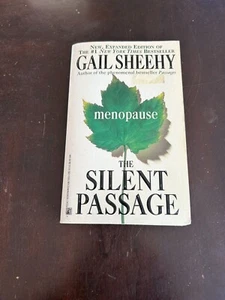 NEW, EXPANDED EDITION OF
THE #1 NEW YORK TIMES BESTSELLER
GAIL SHEEHY
Author of the phenomenal bestseller Passages
menopause
THE
SILENT
PASSAGE